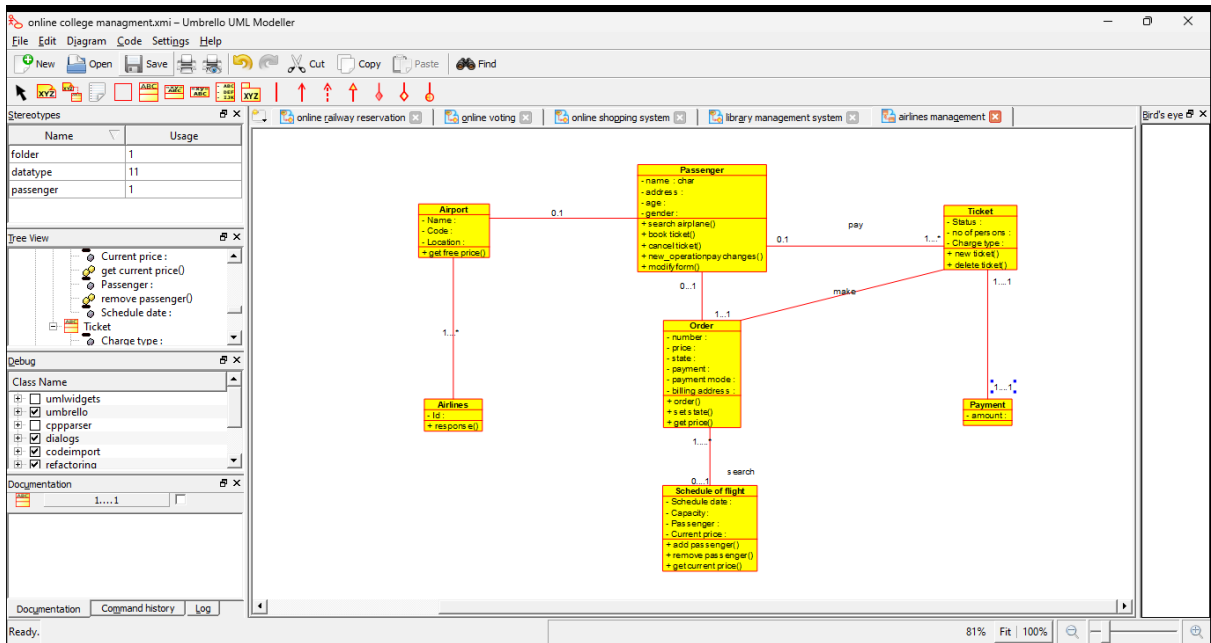 online college managment.xmi – Umbrello UML Modeller
File Edit Diagram Code Settings Help
New Open Save Cut Copy Paste Find
Stereotypes
Name Usage
folder 1
datatype 11
passenger 1
Tree View
Current price :
get current price()
Passenger :
remove passenger()
Schedule date :
Ticket
Charge type :
Debug
Class Name
umlwidgets
umbrello
cppparser
dialogs
codeimport
refactoring
Documentation
1....1
Documentation Command history Log
Ready.
online railway reservation
online voting
online shopping system
library management system
airlines management
Bird's eye
Passenger
- name : char
- address :
- age :
- gender :
+ search airplane()
+ book ticket()
+ cancel ticket()
+ new_operationpay changes()
+ modify form()
Airport
- Name :
- Code :
- Location :
+ get free price()
0.1
Ticket
- Status :
- no of persons :
- Charge type :
+ new ticket()
+ delete ticket()
pay
0.1
1....*
0...1
1...1
make
1....1
Order
- number :
- price :
- state :
- payment :
- payment mode :
- billing address :
+ order()
+ set state()
+ get price()
1....*
Airlines
- Id :
+ response()
1....1
Payment
- amount :
1....*
search
0....1
Schedule of flight
- Schedule date :
- Capacity:
- Passenger :
- Current price :
+ add passenger()
+ remove passenger()
+ get current price()
81% Fit 100%